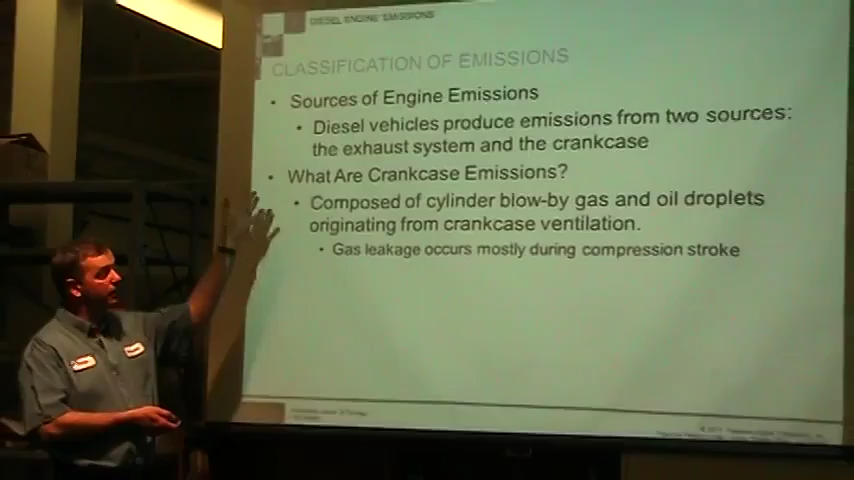 DIESEL ENGINE EMISSIONS
CLASSIFICATION OF EMISSIONS
• Sources of Engine Emissions
• Diesel vehicles produce emissions from two sources:
the exhaust system and the crankcase
• What Are Crankcase Emissions?
• Composed of cylinder blow-by gas and oil droplets
originating from crankcase ventilation.
• Gas leakage occurs mostly during compression stroke